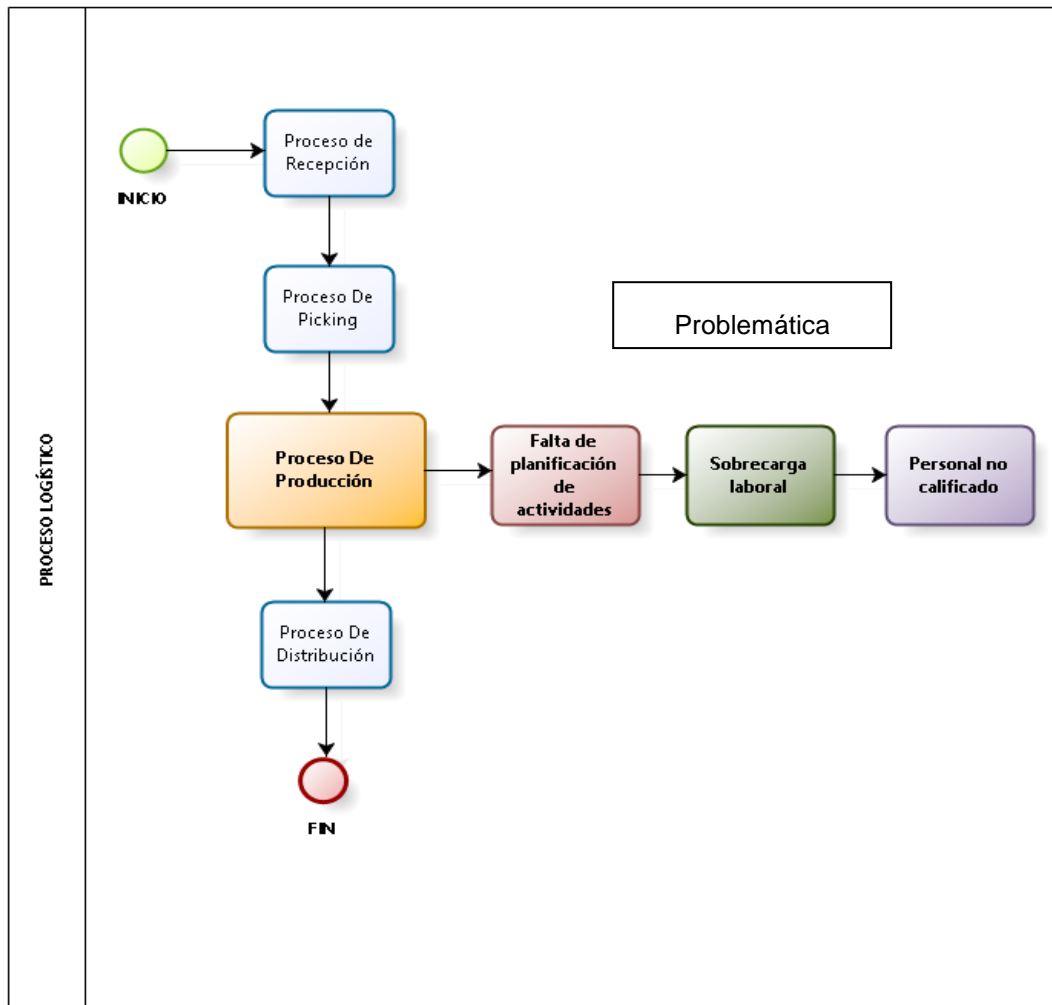 PROCESO LOGÍSTICO
INICIO
Proceso de
Recepción
Proceso De
Picking
Problemática
Proceso De
Producción
Falta de
planificación
de
actividades
Sobrecarga
laboral
Personal no
calificado
Proceso De
Distribución
FIN